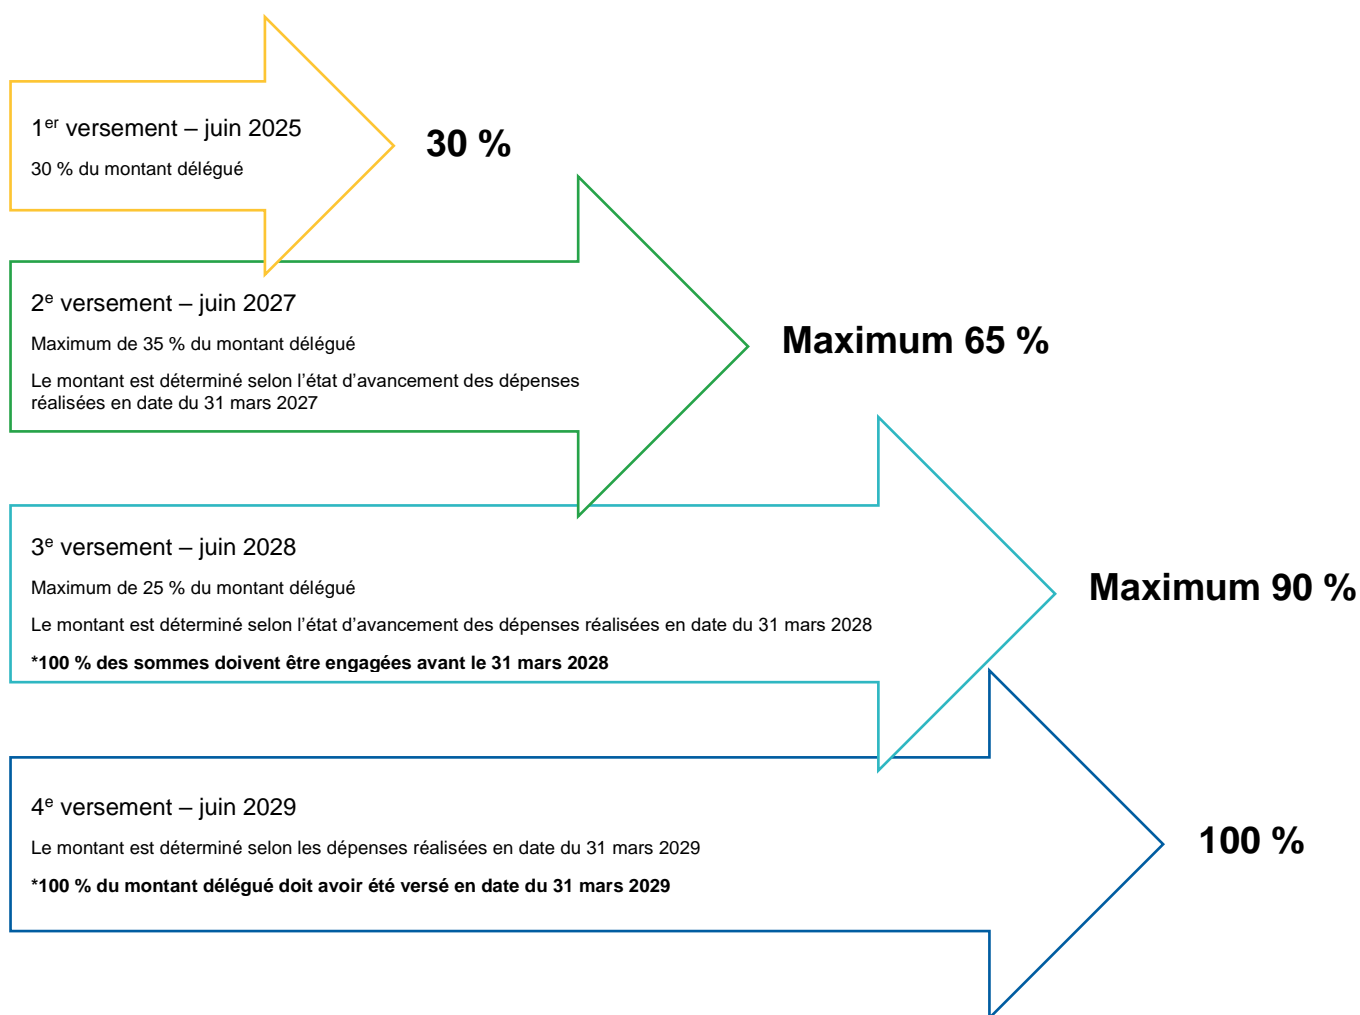 1er versement – juin 2025
30 % du montant délégué
30 %
2e versement – juin 2027
Maximum de 35 % du montant délégué
Le montant est déterminé selon l’état d’avancement des dépenses
réalisées en date du 31 mars 2027
Maximum 65 %
3e versement – juin 2028
Maximum de 25 % du montant délégué
Le montant est déterminé selon l’état d’avancement des dépenses réalisées en date du 31 mars 2028
*100 % des sommes doivent être engagées avant le 31 mars 2028
Maximum 90 %
4e versement – juin 2029
Le montant est déterminé selon les dépenses réalisées en date du 31 mars 2029
*100 % du montant délégué doit avoir été versé en date du 31 mars 2029
100 %